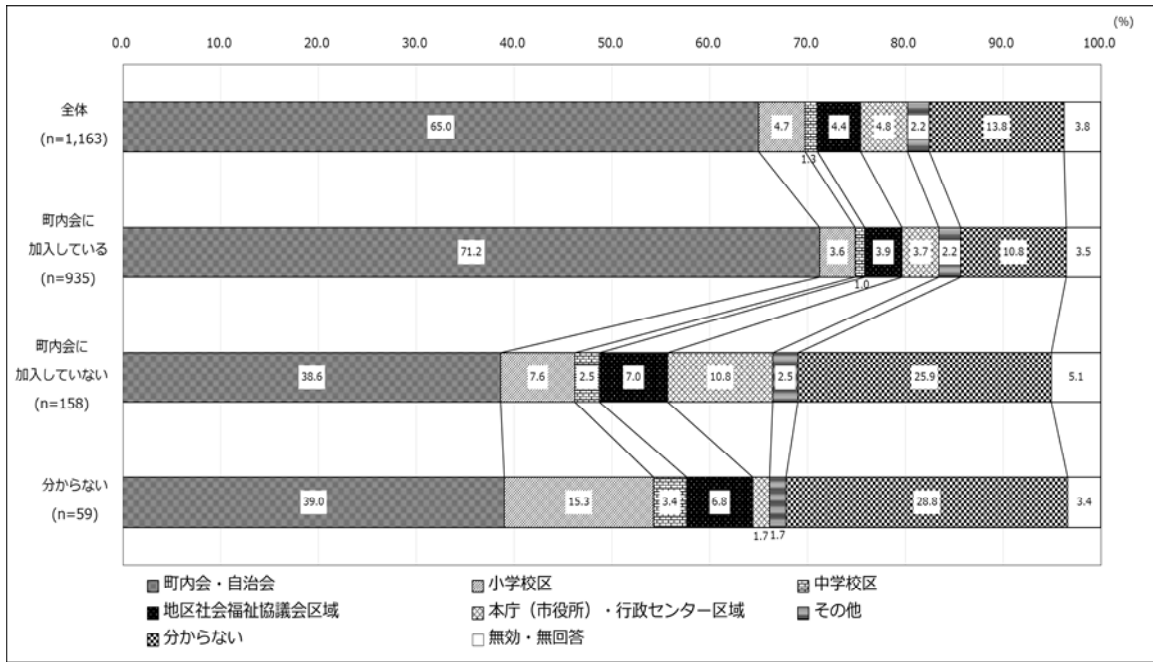 (%)
0.0 10.0 20.0 30.0 40.0 50.0 60.0 70.0 80.0 90.0 100.0
全体
(n=1,163)
65.0 4.7 1.3 4.4 4.8 2.2 13.8 3.8
町内会に
加入している
(n=935)
71.2 3.6 1.0 3.9 3.7 2.2 10.8 3.5
町内会に
加入していない
(n=158)
38.6 7.6 2.5 7.0 10.8 2.5 25.9 5.1
分からない
(n=59)
39.0 15.3 3.4 6.8 1.7 1.7 28.8 3.4
町内会・自治会 小学校区 中学校区
地区社会福祉協議会区域 本庁（市役所）・行政センター区域 その他
分からない 無効・無回答